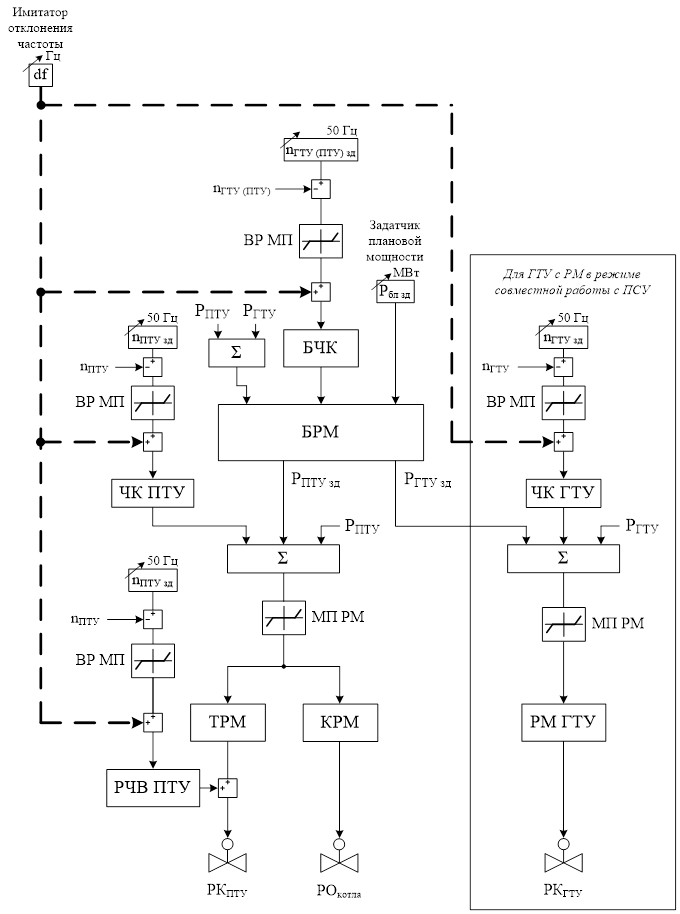 Имитатор
отклонения
частоты
Гц
df
50 Гц
nГТУ (ПТУ) зд
nГТУ (ПТУ)
ВР МП
Задатчик
плановой
мощности
МВт
Pбл зд
Для ГТУ с РМ в режиме
совместной работы с ПСУ
PПТУ
PГТУ
Σ
БЧК
50 Гц
nПТУ зд
nПТУ
ВР МП
50 Гц
nГТУ зд
nГТУ
ВР МП
БРМ
PПТУ зд
PГТУ зд
ЧК ПТУ
ЧК ГТУ
PПТУ
PГТУ
Σ
Σ
50 Гц
nПТУ зд
nПТУ
ВР МП
МП РМ
МП РМ
ТРМ
КРМ
РМ ГТУ
РЧВ ПТУ
РКПТУ
РОкотла
РКГТУ